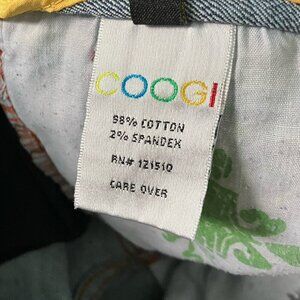 COOGI
98% COTTON
2% SPANDEX
RN# 121510
CARE OVER